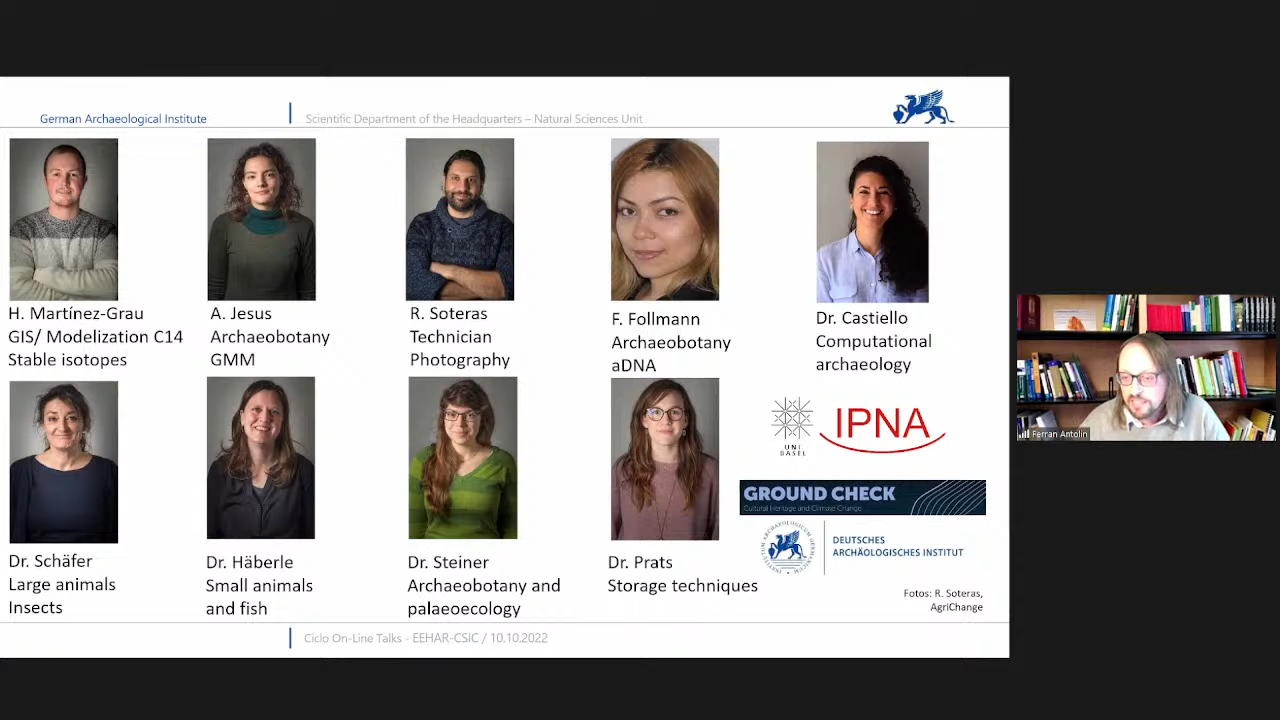 German Archaeological Institute
Scientific Department of the Headquarters – Natural Sciences Unit
H. Martínez-Grau
GIS/ Modelization C14
Stable isotopes
A. Jesus
Archaeobotany
GMM
R. Soteras
Technician
Photography
F. Follmann
Archaeobotany
aDNA
Dr. Castiello
Computational
archaeology
Dr. Schäfer
Large animals
Insects
Dr. Häberle
Small animals
and fish
Dr. Steiner
Archaeobotany and
palaeoecology
Dr. Prats
Storage techniques
UNI
BASEL
IPNA
GROUND CHECK
Cultural Heritage and Climate Change
DEUTSCHES
ARCHÄOLOGISCHES INSTITUT
Fotos: R. Soteras,
AgriChange
Ciclo On-Line Talks - EEHAR-CSIC / 10.10.2022
Ferran Antolin